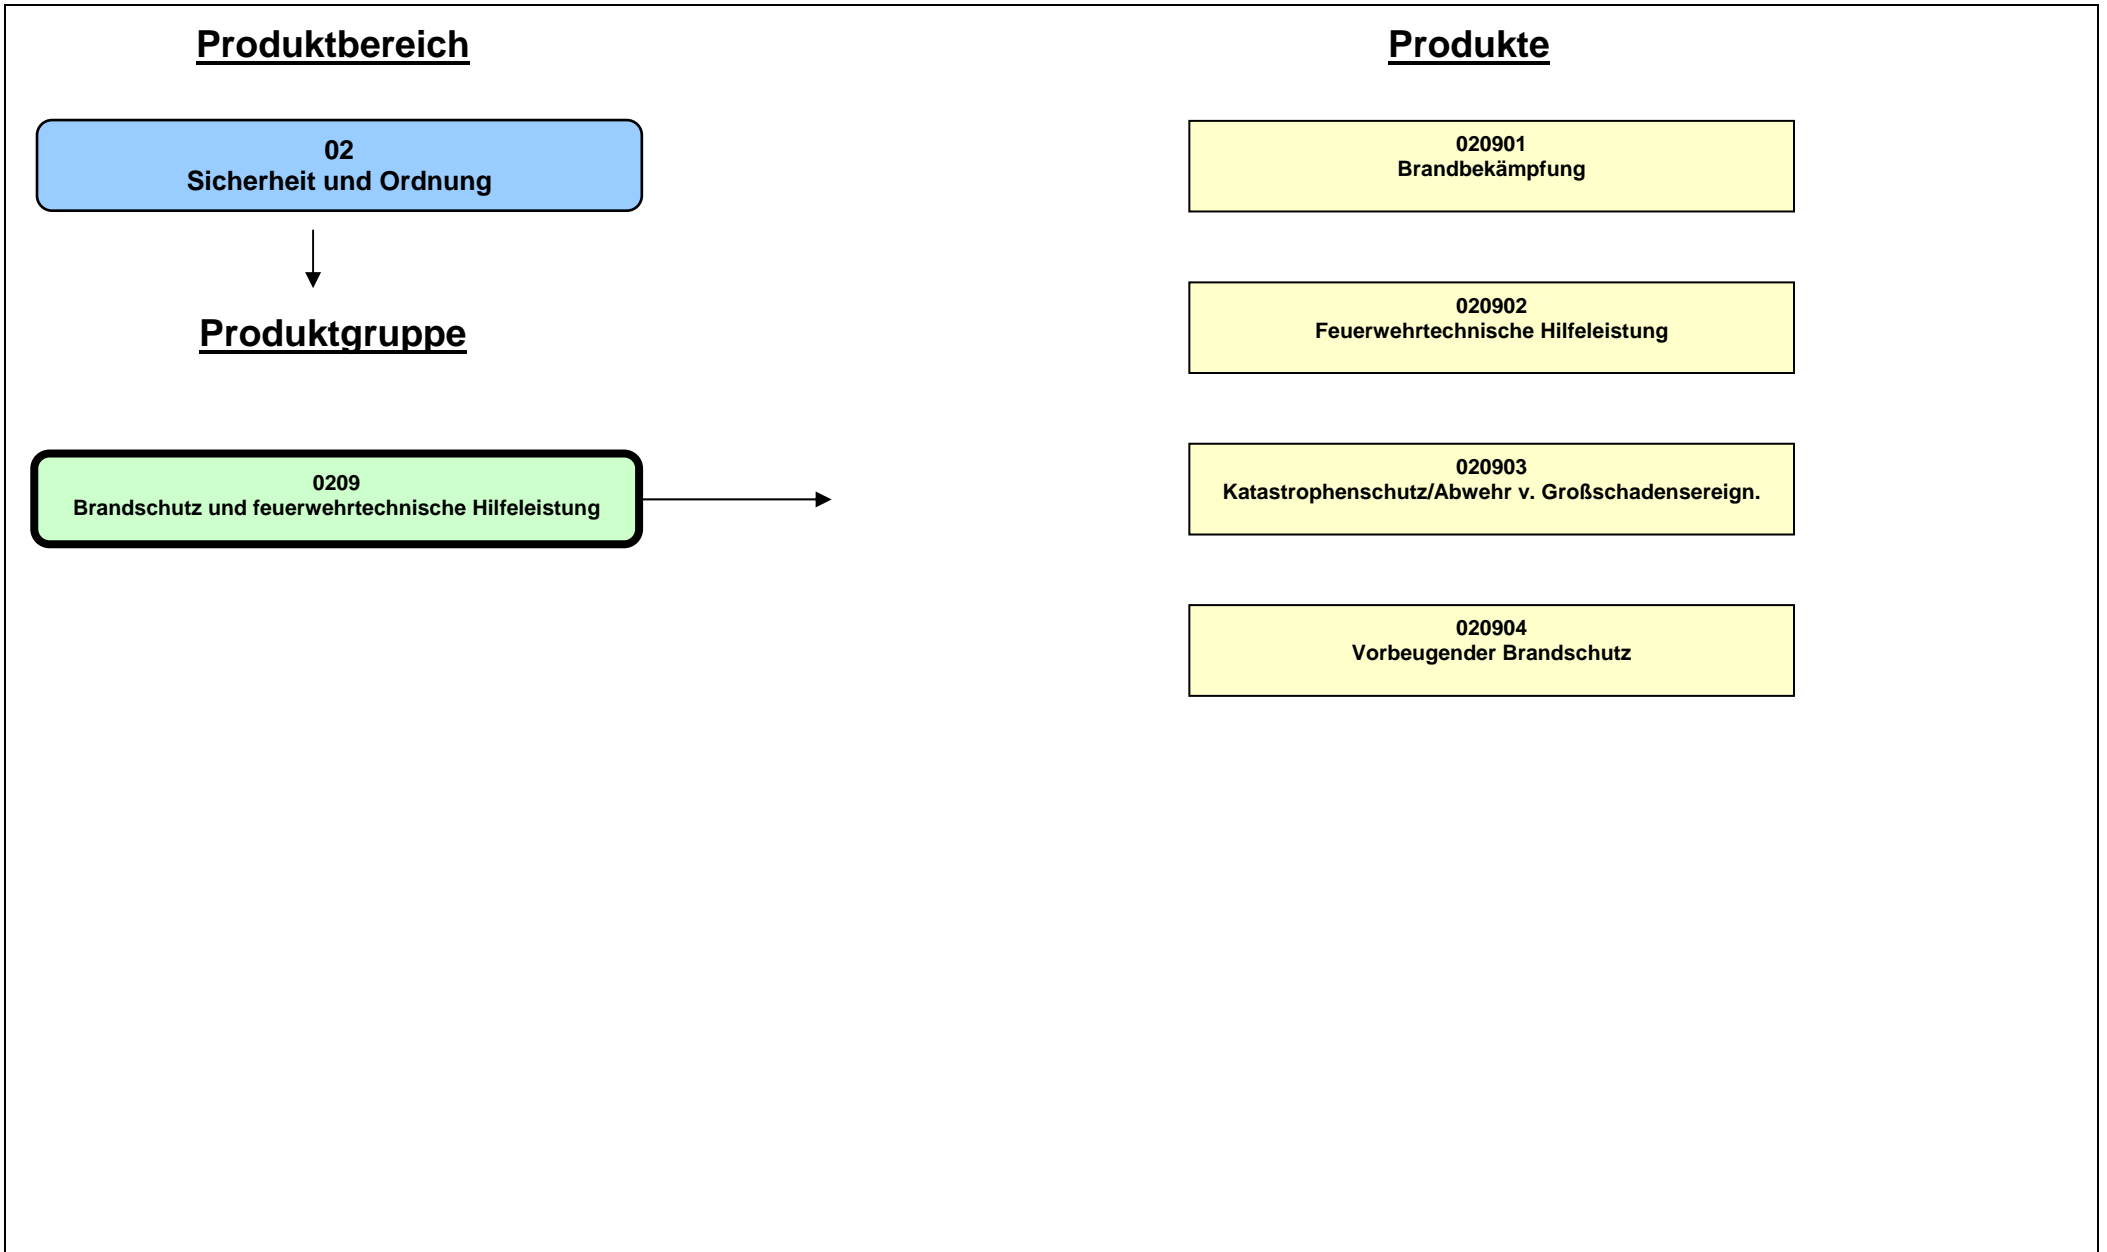 Produktbereich
02
Sicherheit und Ordnung
Produktgruppe
0209
Brandschutz und feuerwehrtechnische Hilfeleistung
Produkte
020901
Brandbekämpfung
020902
Feuerwehrtechnische Hilfeleistung
020903
Katastrophenschutz/Abwehr v. Großschadensereign.
020904
Vorbeugender Brandschutz